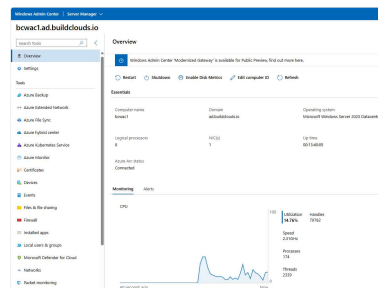 Windows Admin Center | Server Manager
bcwac1.ad.buildclouds.io
Search Tools
Overview
Settings
Tools
Azure Backup
Azure Extended Network
Azure File Sync
Azure hybrid center
Azure Kubernetes Service
Azure Monitor
Certificates
Devices
Events
Files & file sharing
Firewall
Installed apps
Local users & groups
Microsoft Defender for Cloud
Networks
Packet monitoring
Overview
Windows Admin Center 'Modernized Gateway' is available for Public Preview, find out more here.
Restart Shutdown Enable Disk Metrics Edit computer ID Refresh
Essentials
Computer name Domain Operating system
bcwac1 ad.buildclouds.io Microsoft Windows Server 2025
Logical processors NIC(s) Up time
8 1
Azure Arc status
Connected
Monitoring Alerts
CPU
100
Utilization Handles
14.76% 79782
Speed
Processes
174
Threads
2339
0